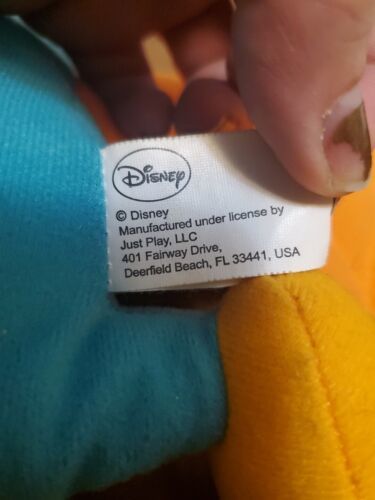 Disney
© Disney
Manufactured under license by
Just Play, LLC
401 Fairway Drive,
Deerfield Beach, FL 33441, USA